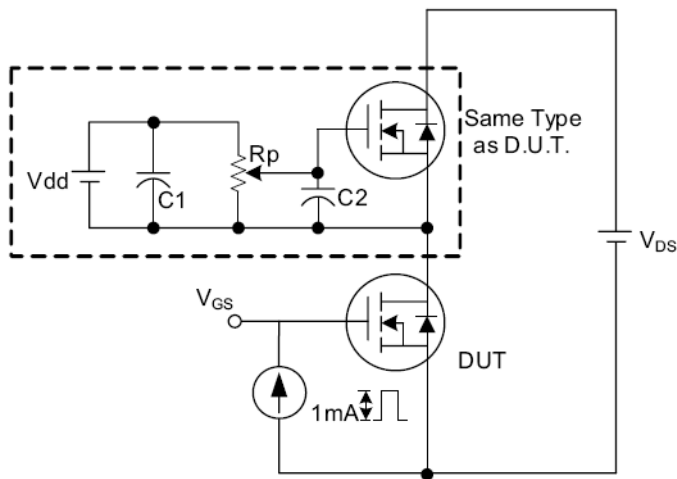 Same Type
as D.U.T.
Rp
Vdd
C1
C2
V_DS
V_GS
DUT
1mA